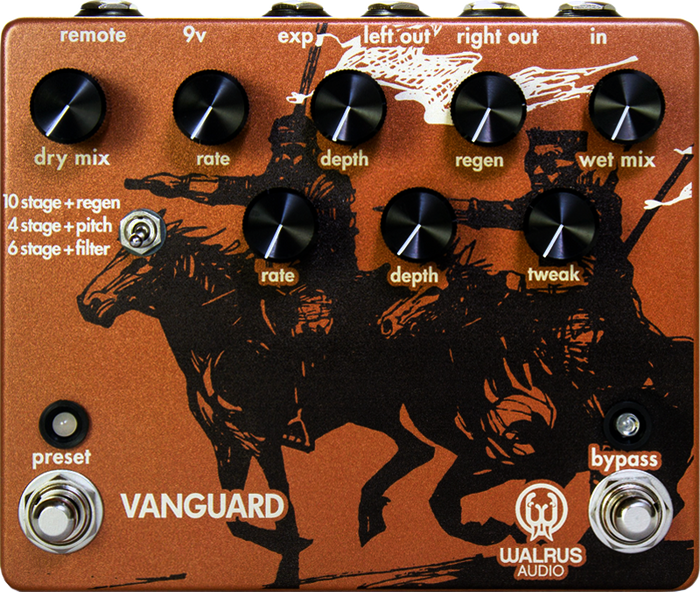 remote 9v exp left out right out in
dry mix rate depth regen wet mix
10 stage + regen
4 stage + pitch
6 stage + filter
rate depth tweak
preset bypass
VANGUARD
WALRUS
AUDIO